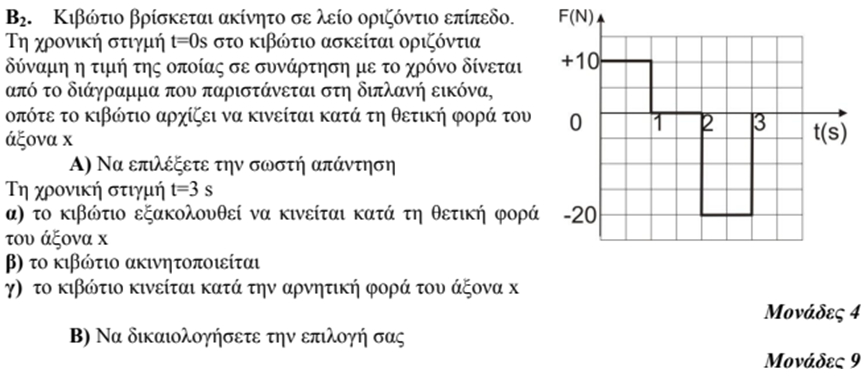 B₂. Κιβώτιο βρίσκεται ακίνητο σε λείο οριζόντιο επίπεδο.
Τη χρονική στιγμή t=0s στο κιβώτιο ασκείται οριζόντια
δύναμη η τιμή της οποίας σε συνάρτηση με το χρόνο δίνεται
από το διάγραμμα που παριστάνεται στη διπλανή εικόνα,
οπότε το κιβώτιο αρχίζει να κινείται κατά τη θετική φορά του
άξονα x
A) Να επιλέξετε την σωστή απάντηση
Τη χρονική στιγμή t=3 s
α) το κιβώτιο εξακολουθεί να κινείται κατά τη θετική φορά
του άξονα x
β) το κιβώτιο ακινητοποιείται
γ) το κιβώτιο κινείται κατά την αρνητική φορά του άξονα x
Μονάδες 4
B) Να δικαιολογήσετε την επιλογή σας
Μονάδες 9
F(N)
+10
0
1
2
3
t(s)
-20